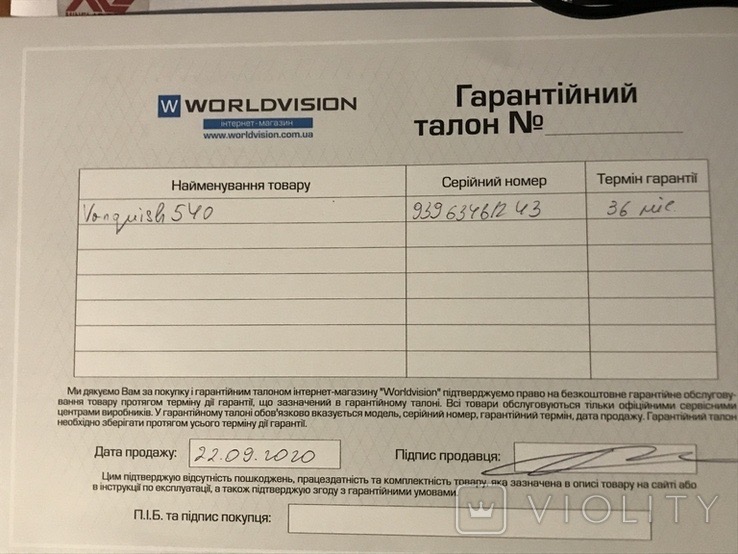 W WORLDVISION
інтернет-магазин
www.worldvision.com.ua
Гарантійний
талон №
Найменування товару
Серійний номер
Термін гарантії
Vanquish 540
36 міс.
Ми дякуємо Вам за покупку і гарантійним талоном інтернет-магазину "Worldvision" підтверджуємо право на безкоштовне гарантійне обслугову-
вання товару протягом терміну дії гарантії, що зазначений в гарантійному талоні. Всі товари обслуговуються тільки офіційними сервісними
центрами виробників. У гарантійному талоні обов'язково вказується модель, серійний номер, гарантійний термін, дата продажу. Гарантійний талон
необхідно зберігати протягом усього терміну дії гарантії.
Дата продажу: 22.09.2020
Підпис продавця:
Цим підтверджую відсутність пошкоджень, працездатність та комплектність товару, яка зазначена в описі товару на сайті або
в інструкції по експлуатації, а також підтверджую згоду з гарантійними умовами.
П.І.Б. та підпис покупця:
VIOLITY